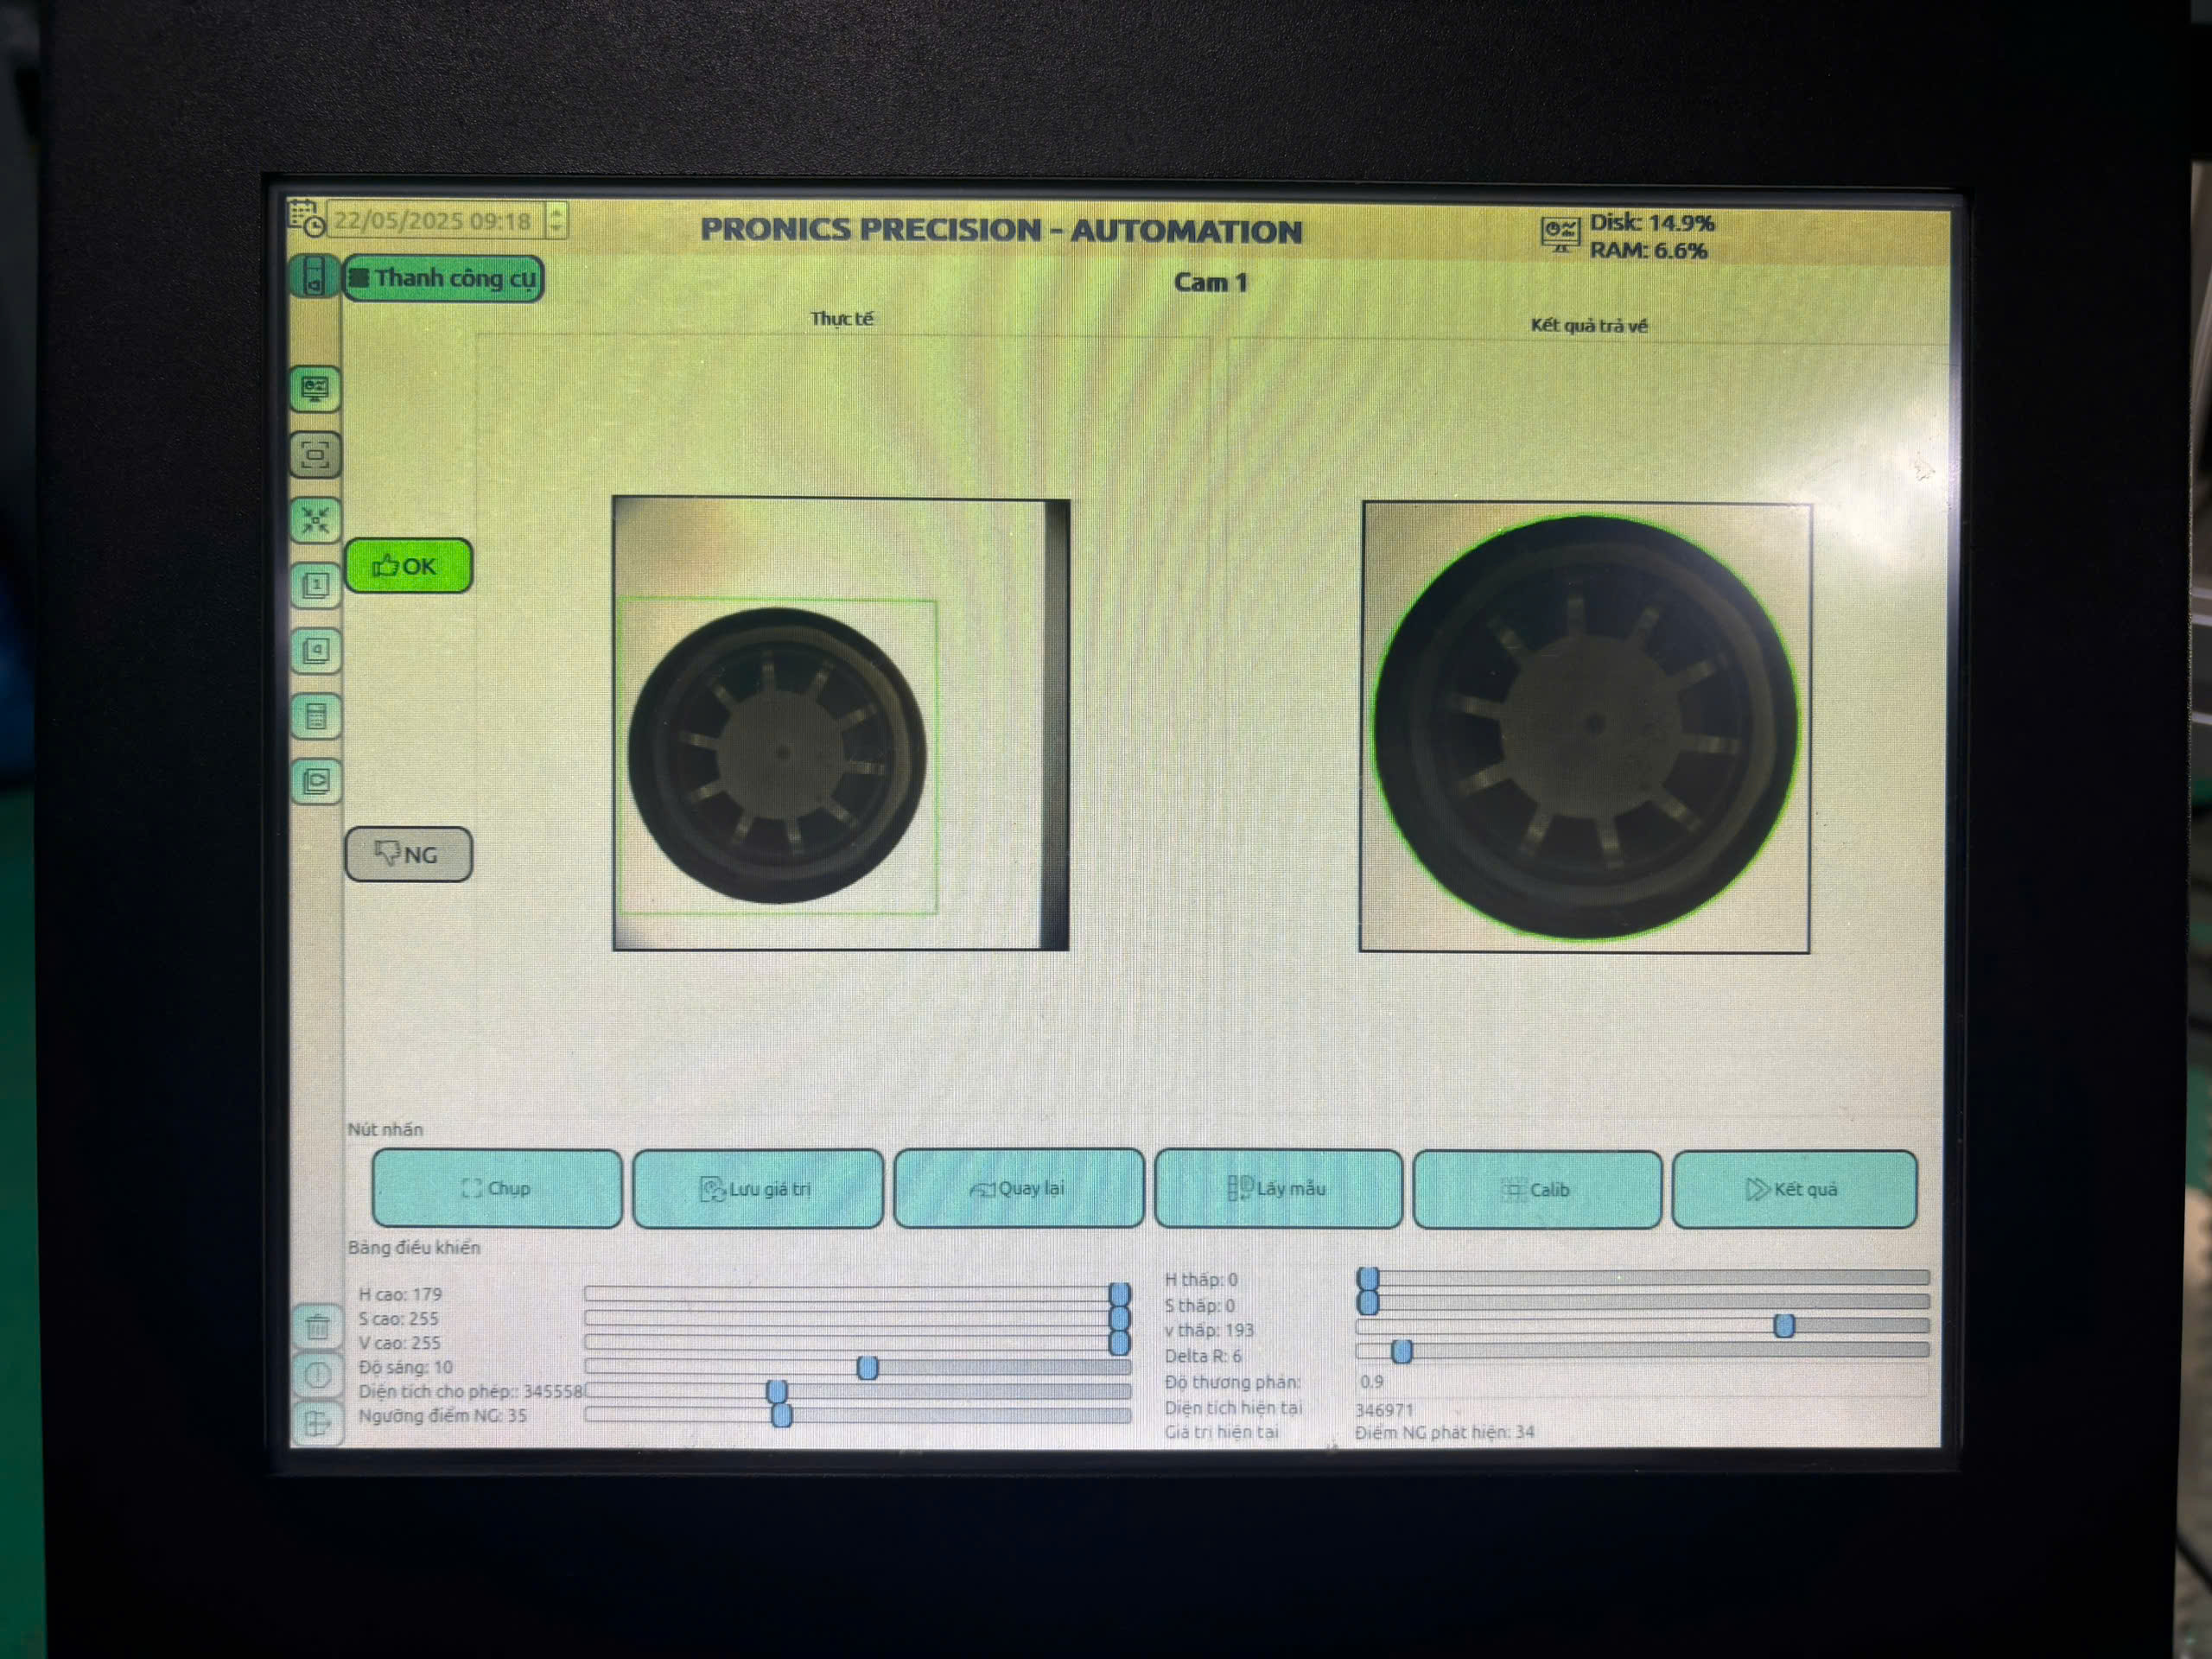 22/05/2025 09:18
PRONICS PRECISION - AUTOMATION
Disk: 14.9%
RAM: 6.6%
Thanh công cụ
Cam 1
Thực tế
Kết quả trả về
OK
NG
1
4
Nút nhấn
Chụp
Lưu giá trị
Quay lại
Lấy mẫu
Calib
Kết quả
Bảng điều khiển
H cao: 179
S cao: 255
V cao: 255
Độ sáng: 10
Diện tích cho phép:: 345558
Ngưỡng điểm NG: 35
H thấp: 0
S thấp: 0
v thấp: 193
Delta R: 6
Độ thương phản: 0.9
Diện tích hiện tại 346971
Giá trị hiện tại Điểm NG phát hiện: 34